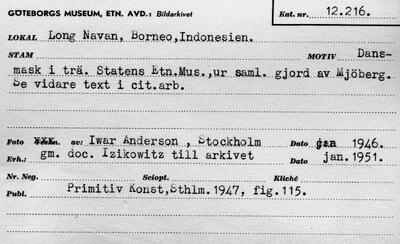 GÖTEBORGS MUSEUM, ETN. AVD.: Bildarkivet Kat. nr. 12.216.
LOKAL Long Navan, Borneo,Indonesien.
STAM MOTIV Dans-
mask i trä. Statens Etn.Mus.,ur saml. gjord av Mjöberg.
Se vidare text i cit.arb.
Foto av: Iwar Anderson , Stockholm Dato 1946.
Erh.: gm. doc. Izikowitz till arkivet Dato jan.1951.
Nr. Neg. Sciopt. Kliché
Publ. Primitiv Konst,Sthlm.1947, fig.115.